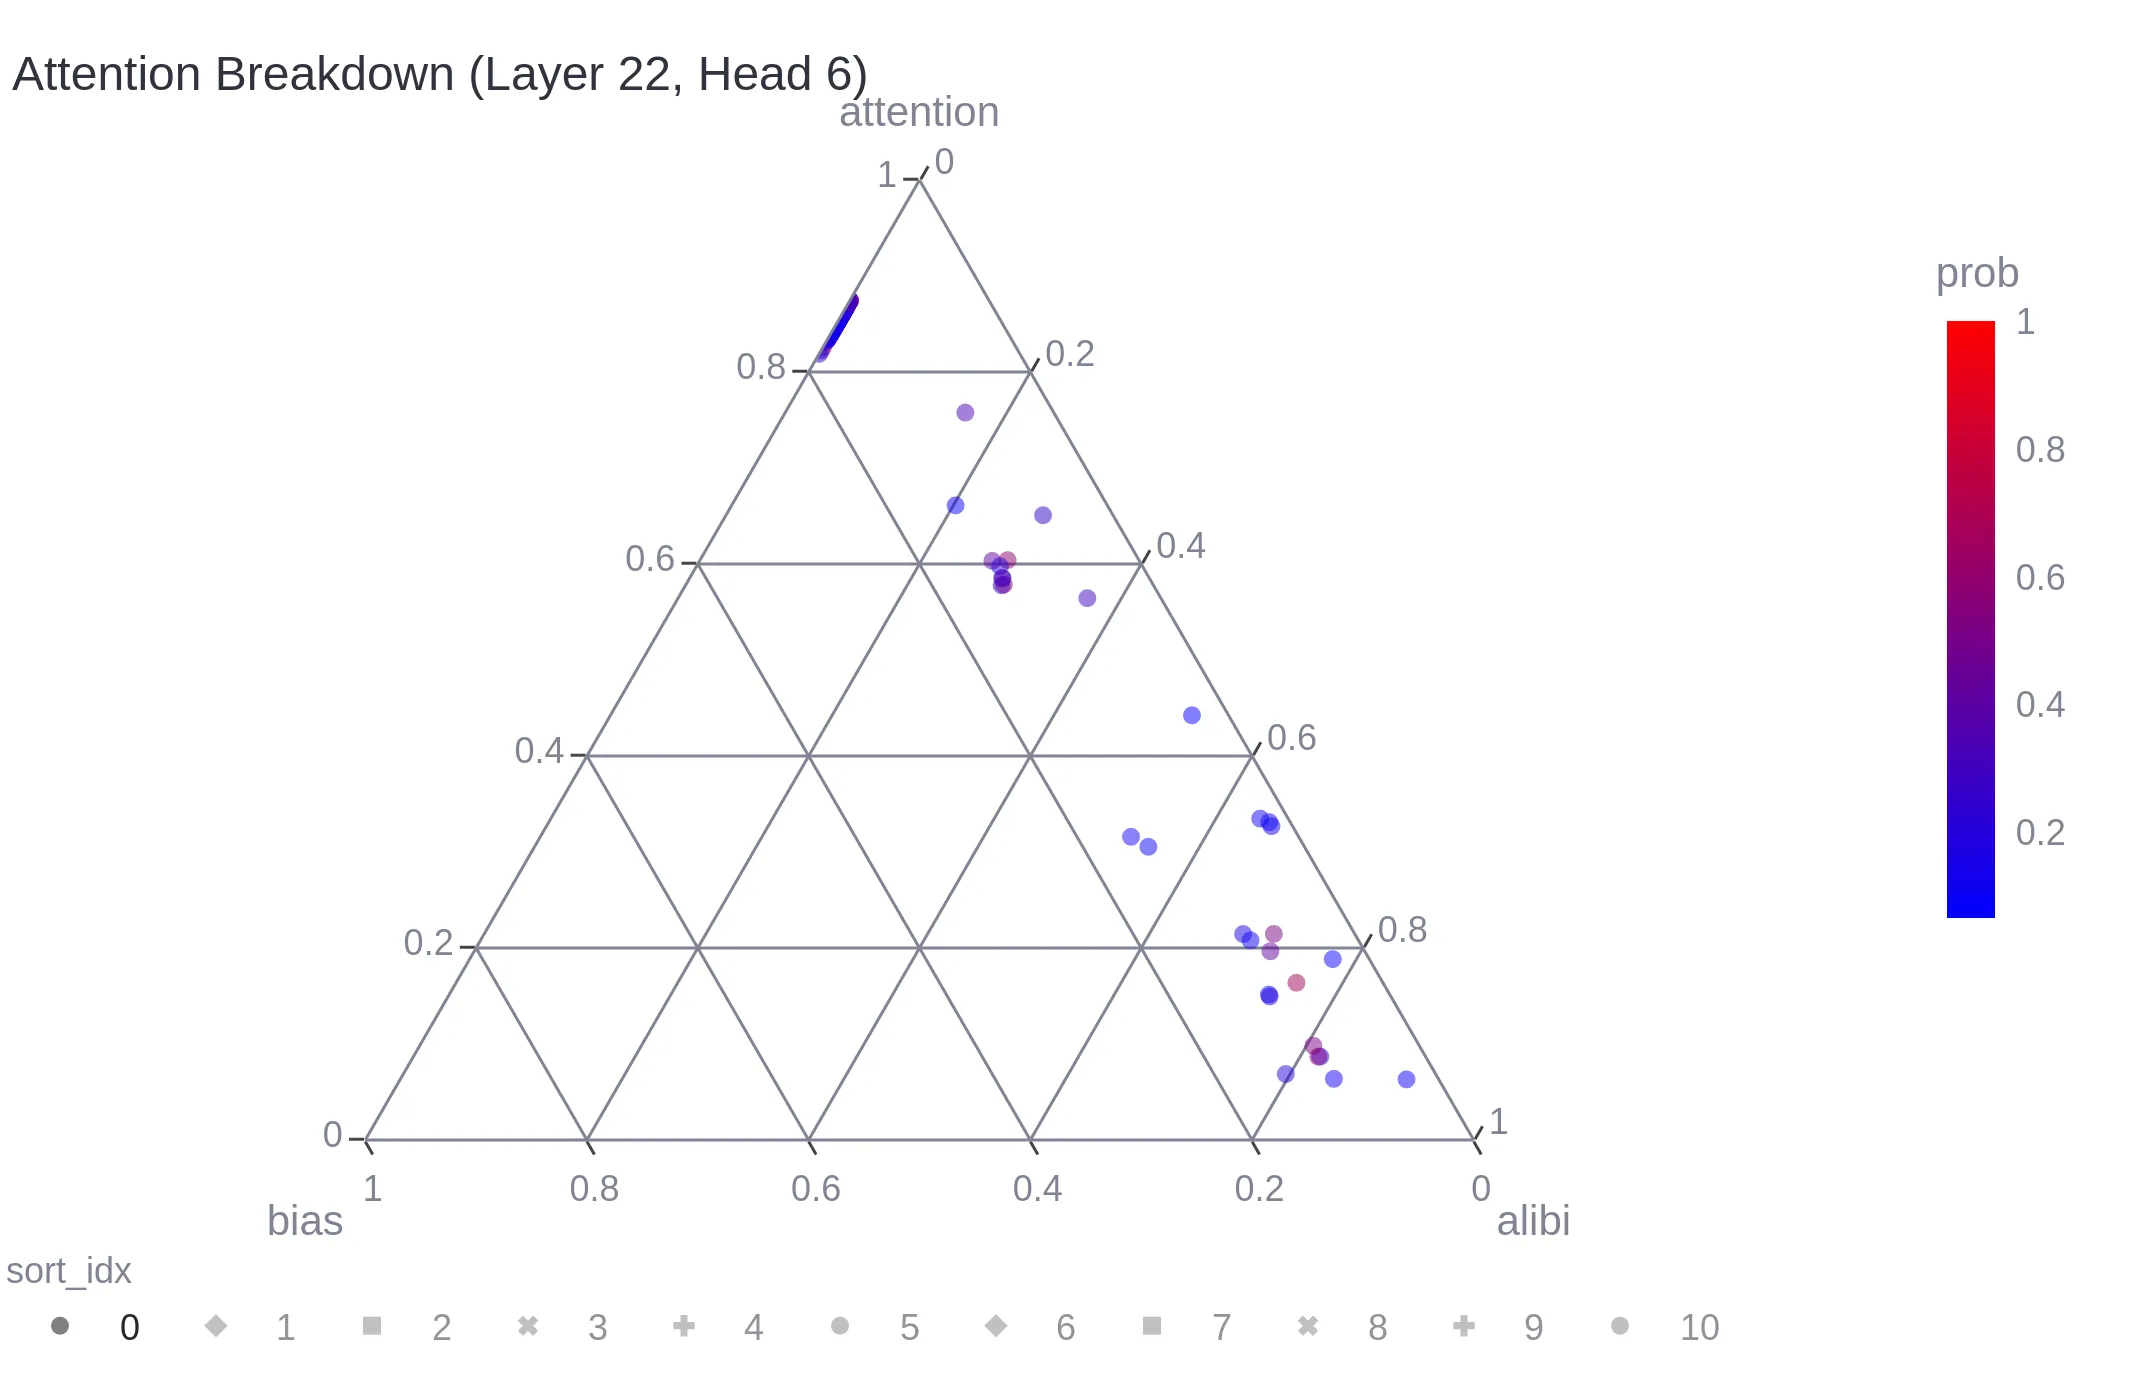 Attention Breakdown (Layer 22, Head 6)
attention
1 0
prob
1
0.8 0.2
0.8
0.6 0.4
0.6
0.4 0.6
0.4
0.2 0.8
0.2
0 1
1 0.8 0.6 0.4 0.2 0
bias alibi
sort_idx
0 1 2 3 4 5 6 7 8 9 10